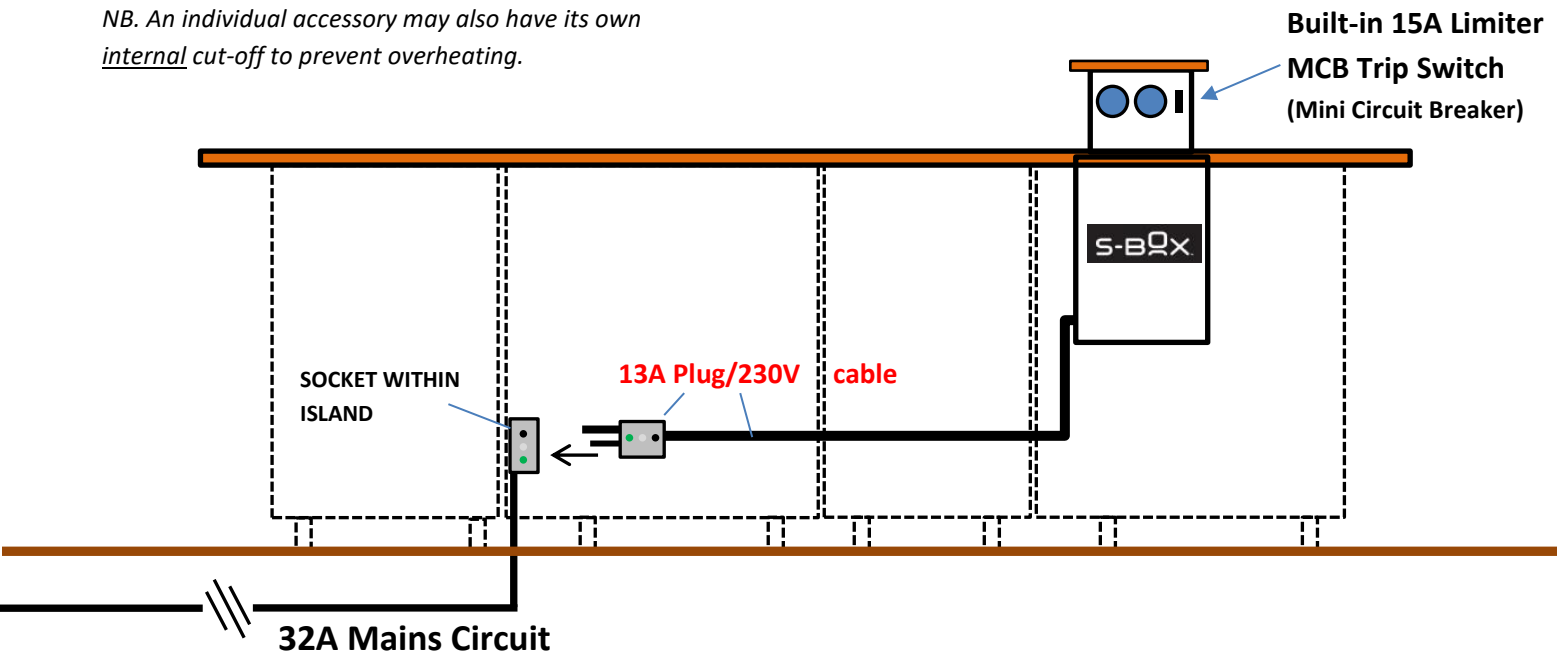 NB. An individual accessory may also have its own
internal cut-off to prevent overheating.
Built-in 15A Limiter
MCB Trip Switch
(Mini Circuit Breaker)
S-BOX
SOCKET WITHIN
ISLAND
13A Plug/230V cable
32A Mains Circuit